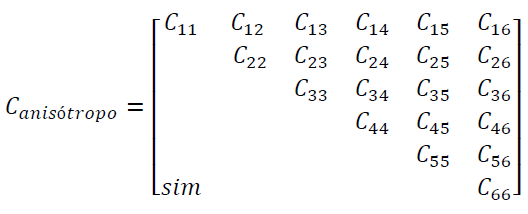 C₁₁ C₁₂ C₁₃ C₁₄ C₁₅ C₁₆
C₂₂ C₂₃ C₂₄ C₂₅ C₂₆
C₃₃ C₃₄ C₃₅ C₃₆
C_anisótropo =
C₄₄ C₄₅ C₄₆
C₅₅ C₅₆
sim C₆₆